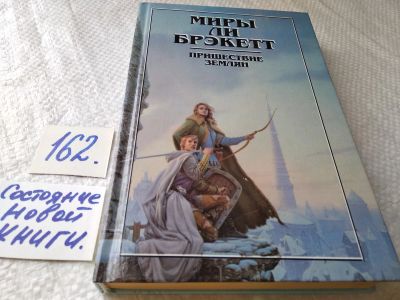 МИРЫ
ЛИ
БРЭКЕТТ
ПРИШЕСТВИЕ
ЗЕМЛЯН
162.
Состояние
новой
книги.